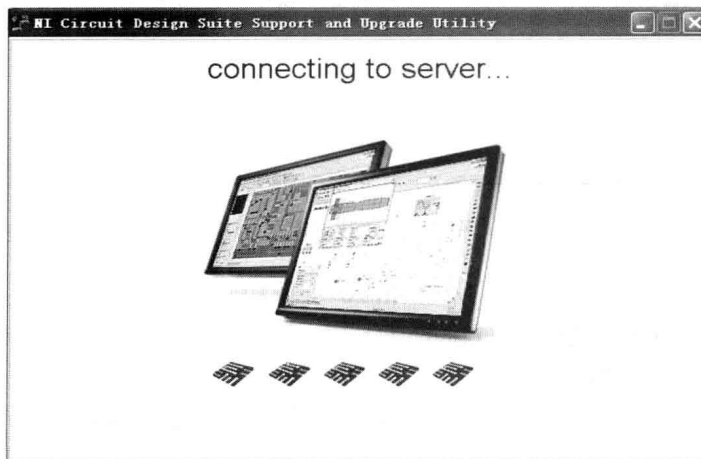 NI Circuit Design Suite Support and Upgrade Utility
connecting to server...